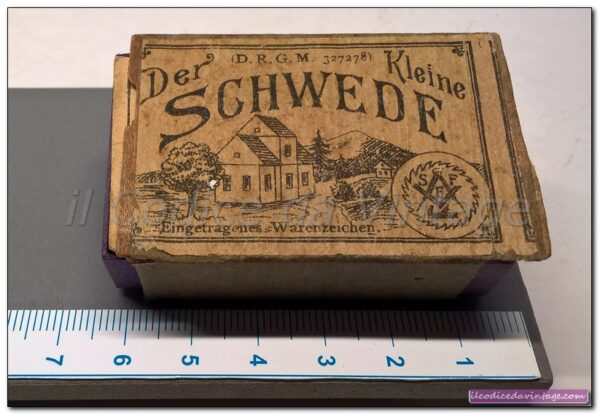 Der (D. R. G. M. 327278) Kleine
SCHWEDE
S F F
Eingetragenes Warenzeichen.
il Codice da Vintage
7 6 5 4 3 2 1
ilcodicedavintage.com